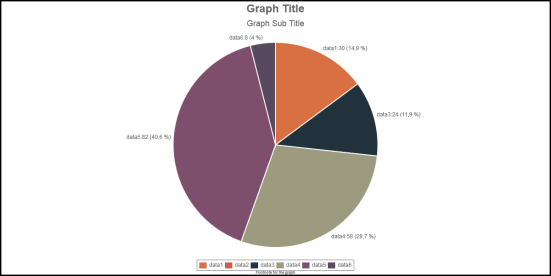 Graph Title
Graph Sub Title
data6:8 (4 %)
data1:30 (14,9 %)
data3:24 (11,9 %)
data5:82 (40,6 %)
data4:58 (28,7 %)
data1 data2 data3 data4 data5 data6
Footnote for the graph